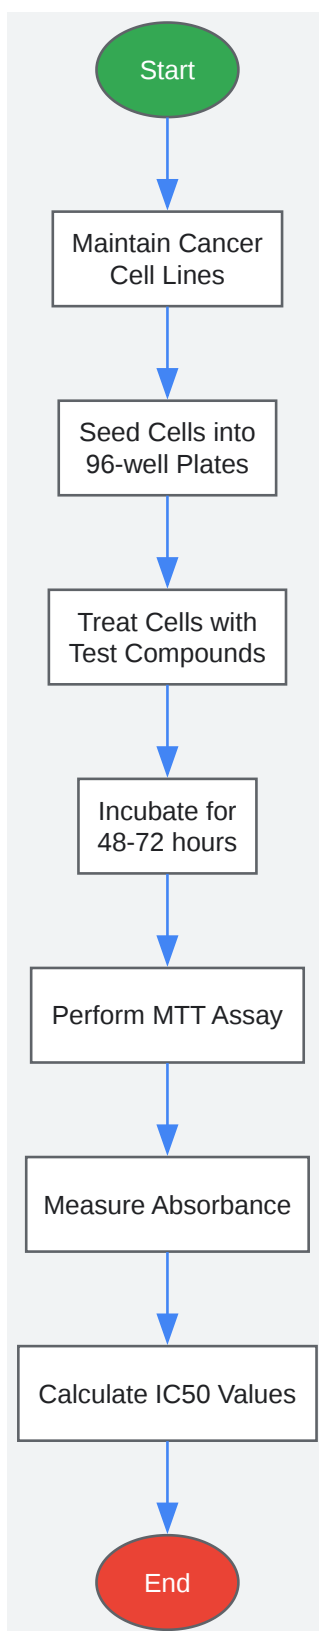 Start
Maintain Cancer
Cell Lines
Seed Cells into
96-well Plates
Treat Cells with
Test Compounds
Incubate for
48-72 hours
Perform MTT Assay
Measure Absorbance
Calculate IC50 Values
End